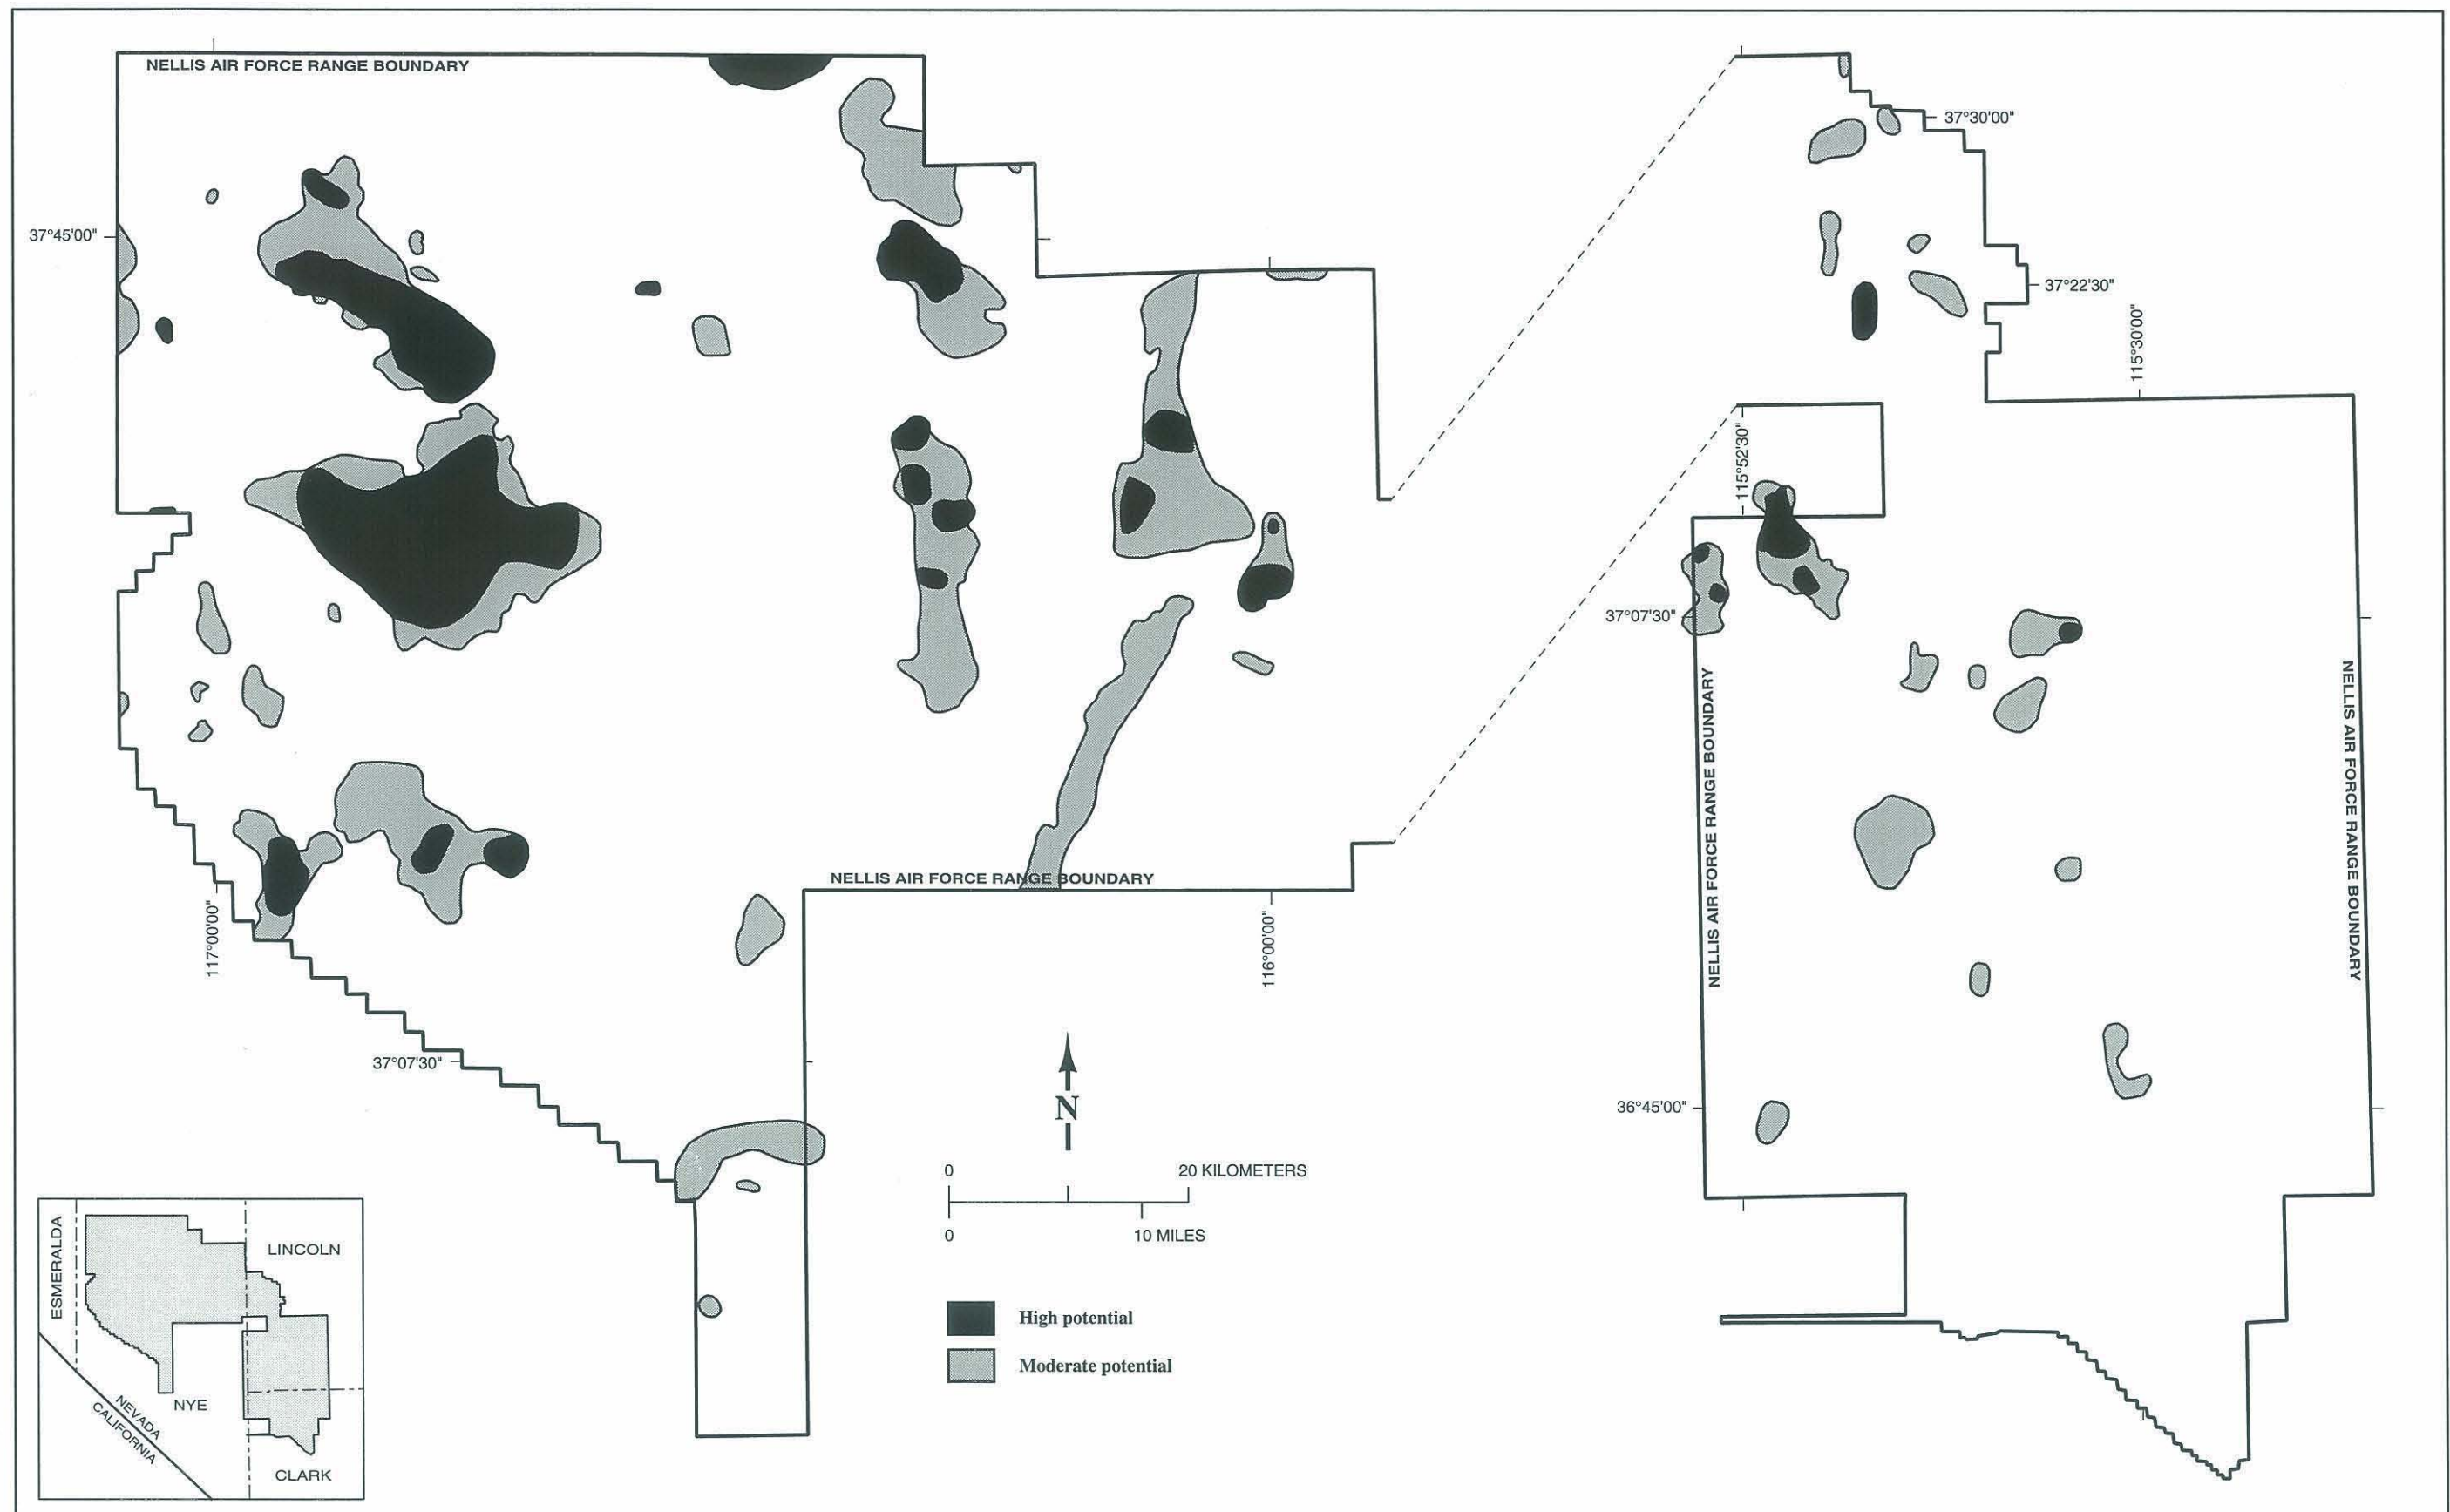 NELLIS AIR FORCE RANGE BOUNDARY
37°30'00"
37°45'00"
37°22'30"
115°30'00"
115°52'30"
37°07'30"
NELLIS AIR FORCE RANGE BOUNDARY
NELLIS AIR FORCE RANGE BOUNDARY
NELLIS AIR FORCE RANGE BOUNDARY
117°00'00"
116°00'00"
37°07'30"
N
36°45'00"
0
20 KILOMETERS
0
10 MILES
High potential
Moderate potential
ESMERALDA
LINCOLN
NYE
NEVADA
CALIFORNIA
CLARK